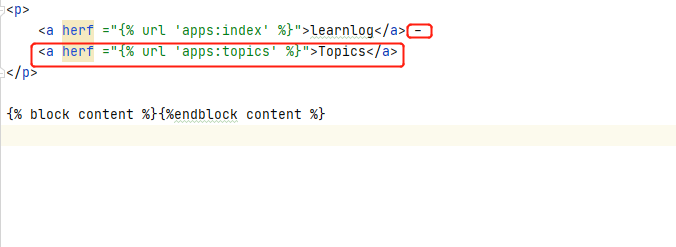 <p>
<a herf ="{% url 'apps:index' %}">learnlog</a> -
<a herf ="{% url 'apps:topics' %}">Topics</a>
</p>
{% block content %}{%endblock content %}